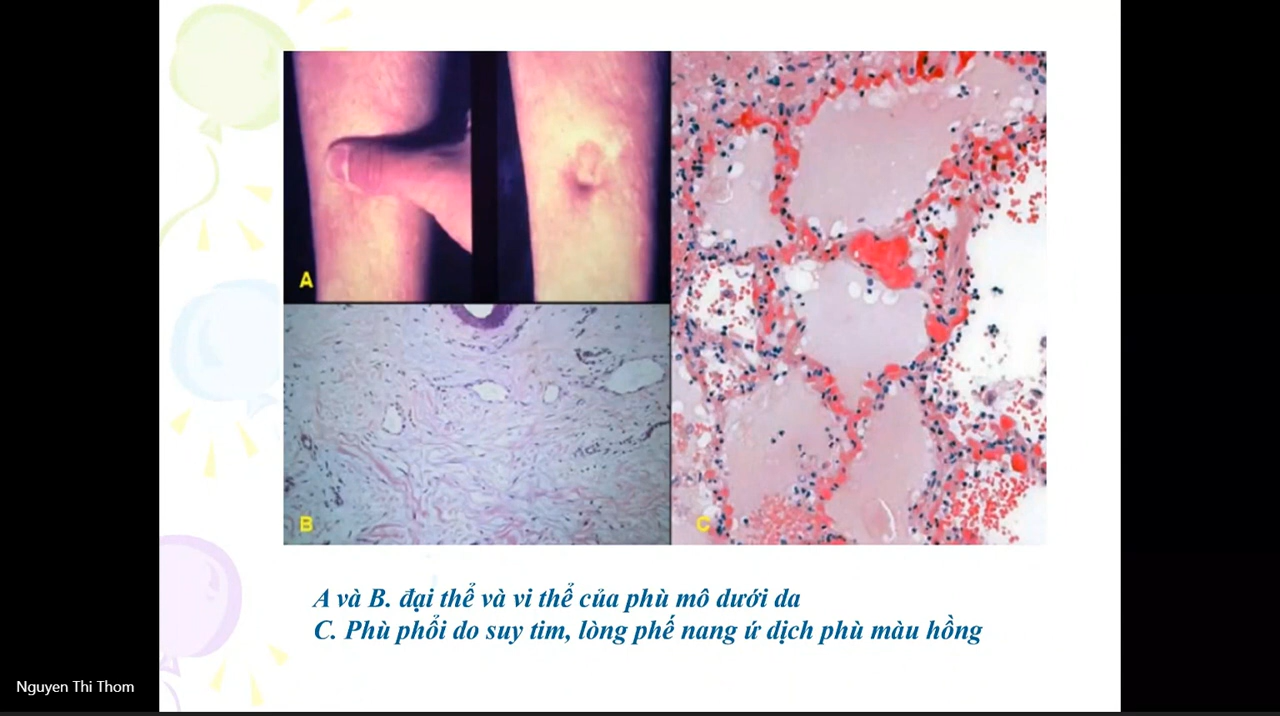 A
B
C
A và B. đại thể và vi thể của phù mô dưới da
C. Phù phổi do suy tim, lòng phế nang ứ dịch phù màu hồng
Nguyen Thi Thom